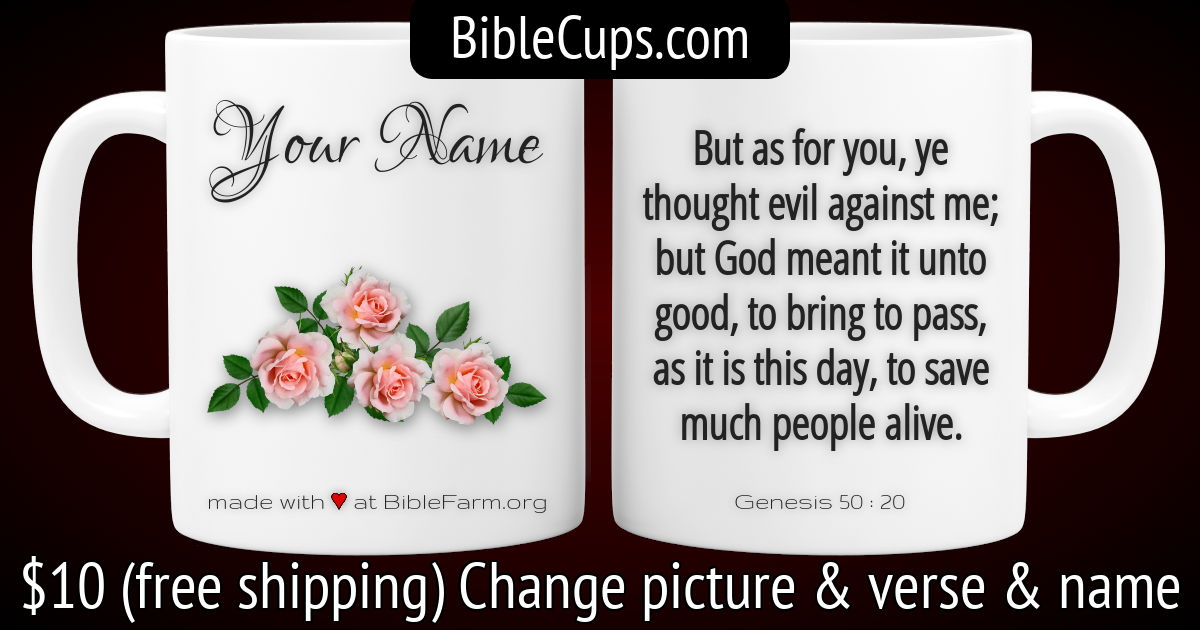 BibleCups.com
Your Name
made with ♥ at BibleFarm.org
But as for you, ye
thought evil against me;
but God meant it unto
good, to bring to pass,
as it is this day, to save
much people alive.
Genesis 50 : 20
$10 (free shipping) Change picture & verse & name